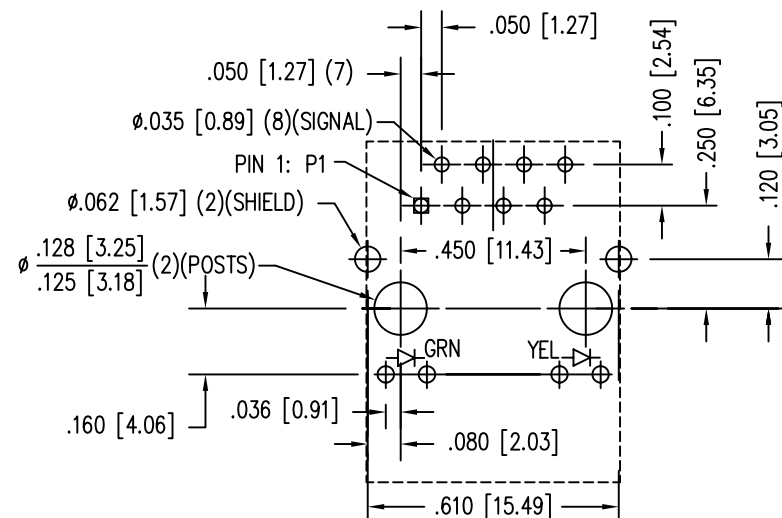 .050 [1.27]
.050 [1.27] (7)
.100 [2.54]
.250 [6.35]
.120 [3.05]
ø.035 [0.89] (8)(SIGNAL)
PIN 1: P1
ø.062 [1.57] (2)(SHIELD)
ø .128 [3.25]
.125 [3.18] (2)(POSTS)
.450 [11.43]
GRN
YEL
.160 [4.06]
.036 [0.91]
.080 [2.03]
.610 [15.49]